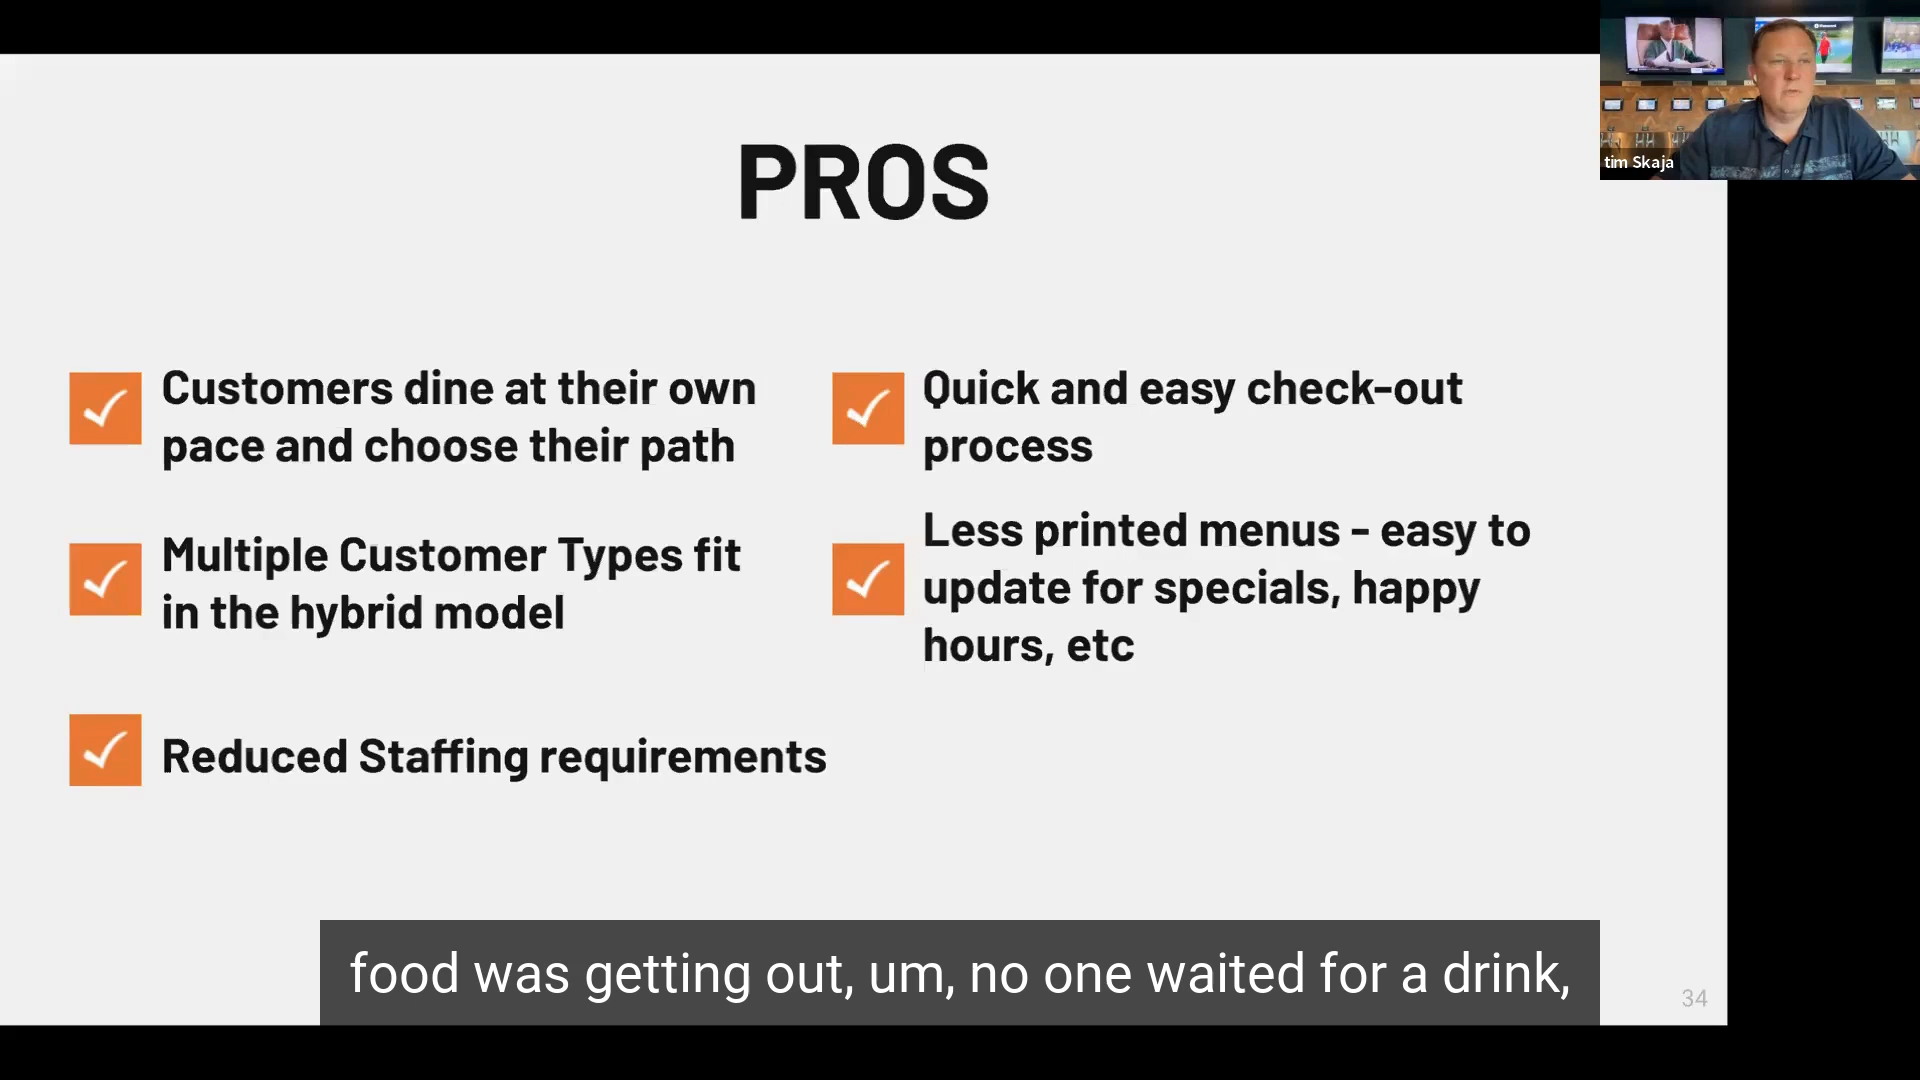 tim Skaja
PROS
Customers dine at their own
pace and choose their path
Multiple Customer Types fit
in the hybrid model
Reduced Staffing requirements
Quick and easy check-out
process
Less printed menus - easy to
update for specials, happy
hours, etc
food was getting out, um, no one waited for a drink,
34